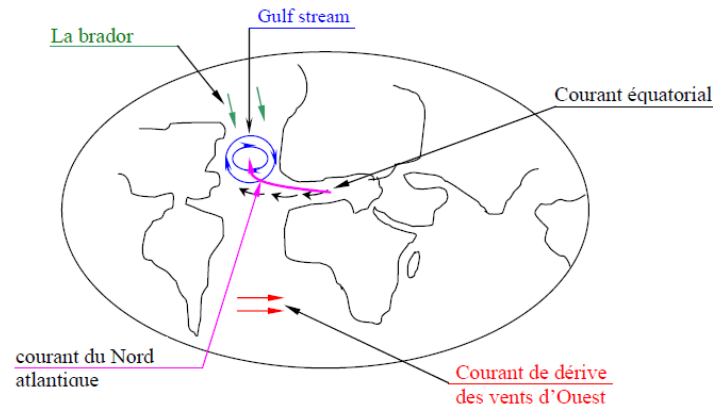 Gulf stream
La brador
Courant équatorial
courant du Nord
atlantique
Courant de dérive
des vents d’Ouest